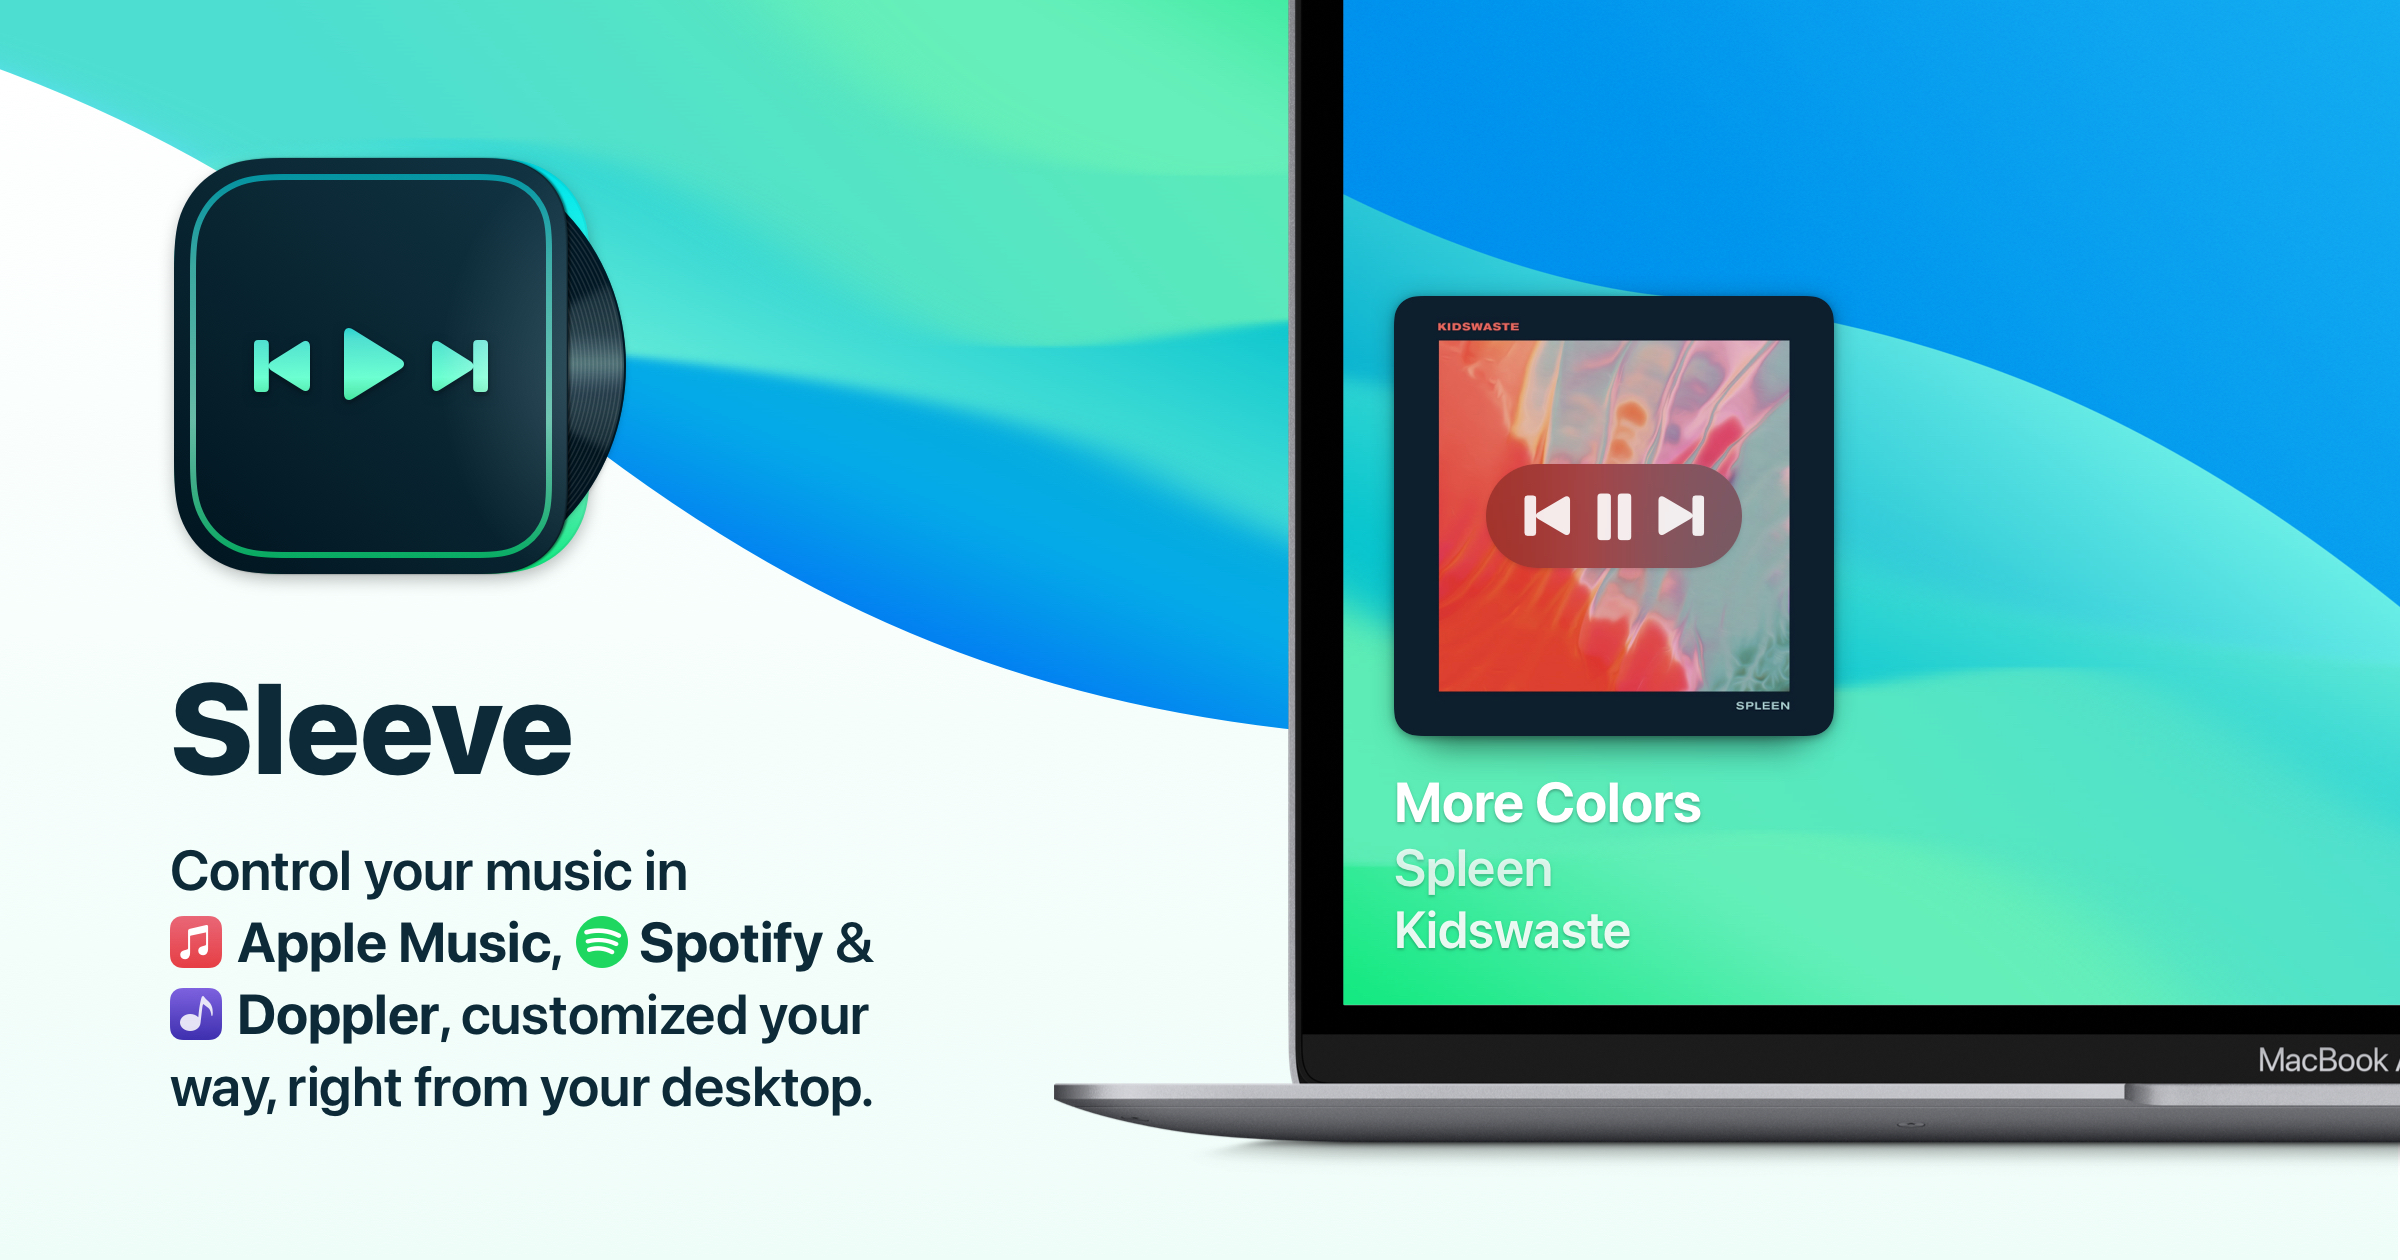 Sleeve
Control your music in
Apple Music, Spotify &
Doppler, customized your
way, right from your desktop.
KIDSWASTE
SPLEEN
More Colors
Spleen
Kidswaste
MacBook